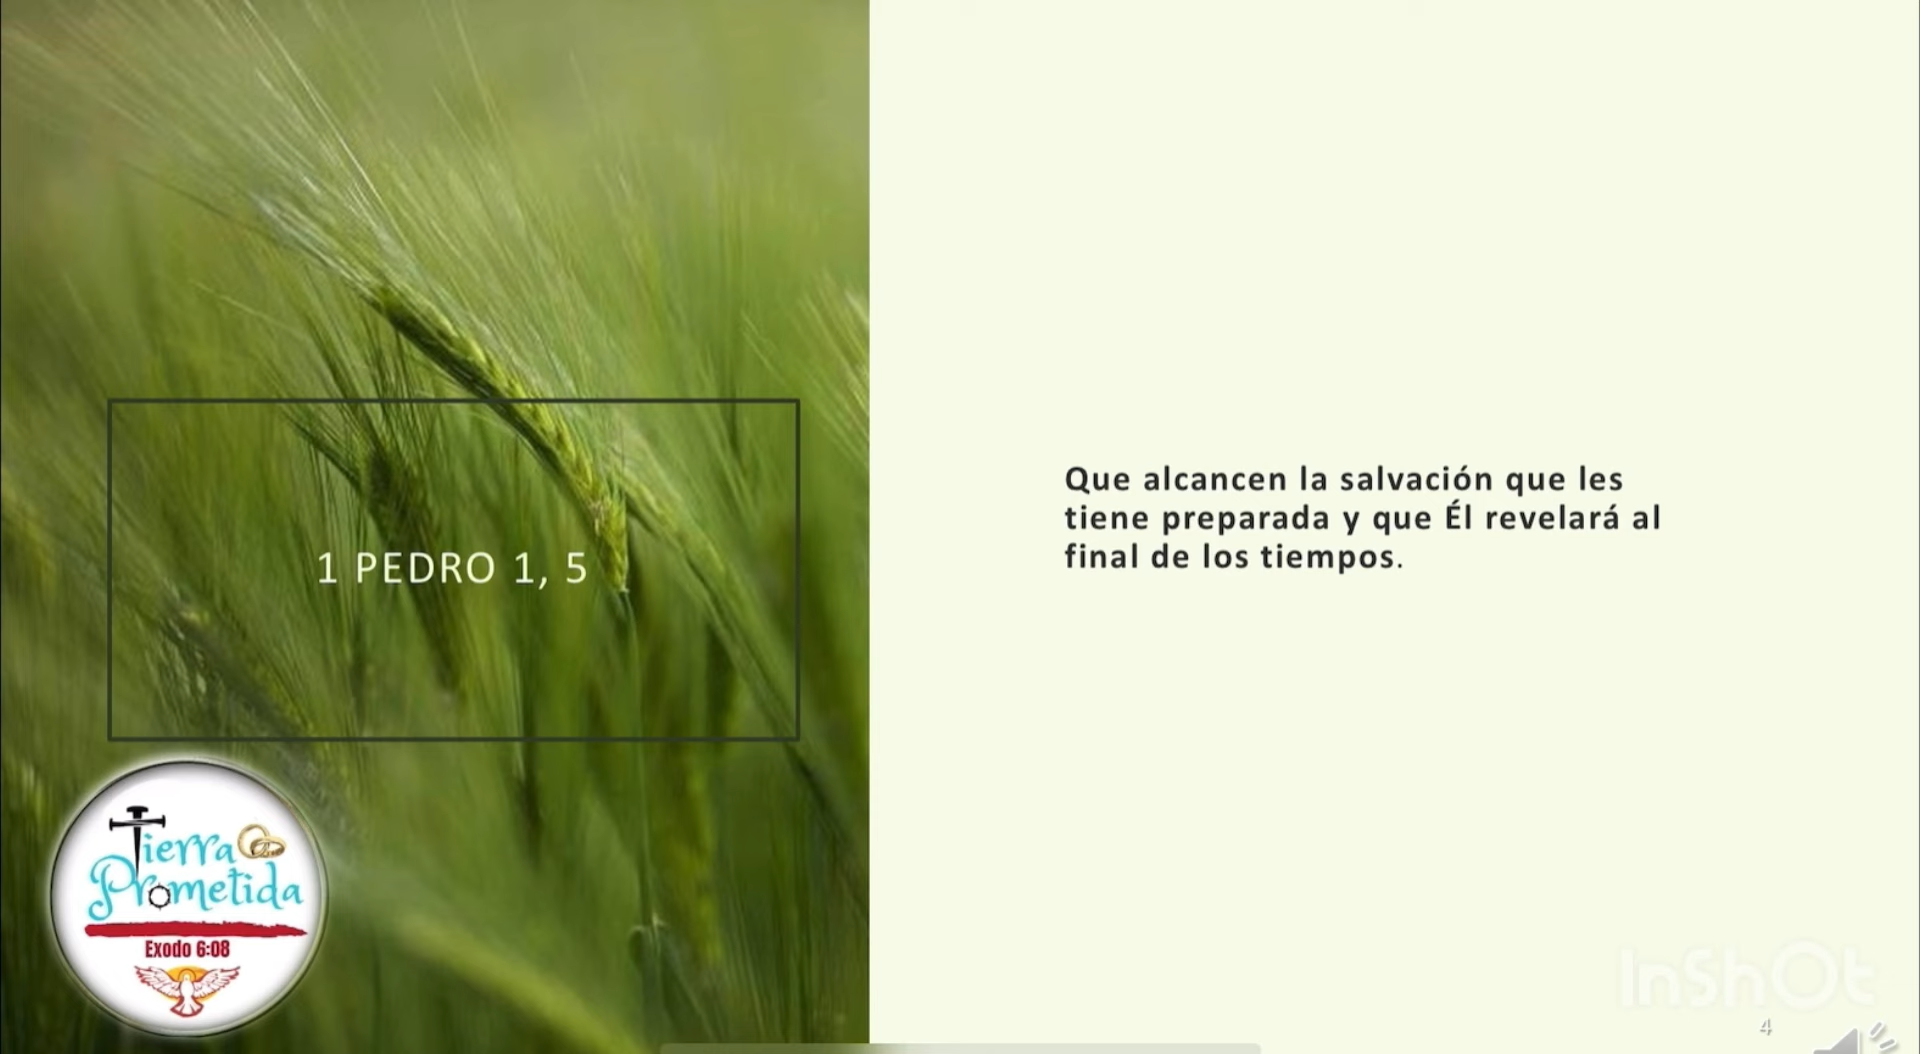 1 PEDRO 1, 5
Que alcancen la salvación que les
tiene preparada y que Él revelará al
final de los tiempos.
Tierra
Prometida
Exodo 6:08
InShOt
4